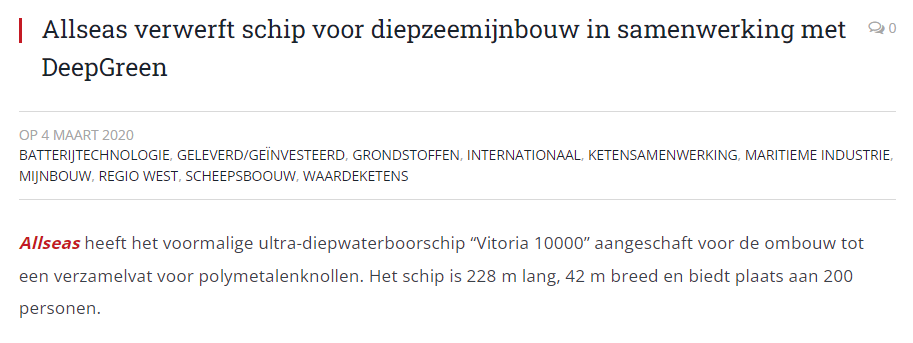 Allseas verwerft schip voor diepzeemijnbouw in samenwerking met
DeepGreen
0
OP 4 MAART 2020
BATTERIJTECHNOLOGIE, GELEVERD/GEÏNVESTEERD, GRONDSTOFFEN, INTERNATIONAAL, KETENSAMENWERKING, MARITIEME INDUSTRIE,
MIJNBOUW, REGIO WEST, SCHEEPSBOOUW, WAARDEKETENS
Allseas heeft het voormalige ultra-diepwaterboorschip “Vitoria 10000” aangeschaft voor de ombouw tot
een verzamelvat voor polymetalenknollen. Het schip is 228 m lang, 42 m breed en biedt plaats aan 200
personen.